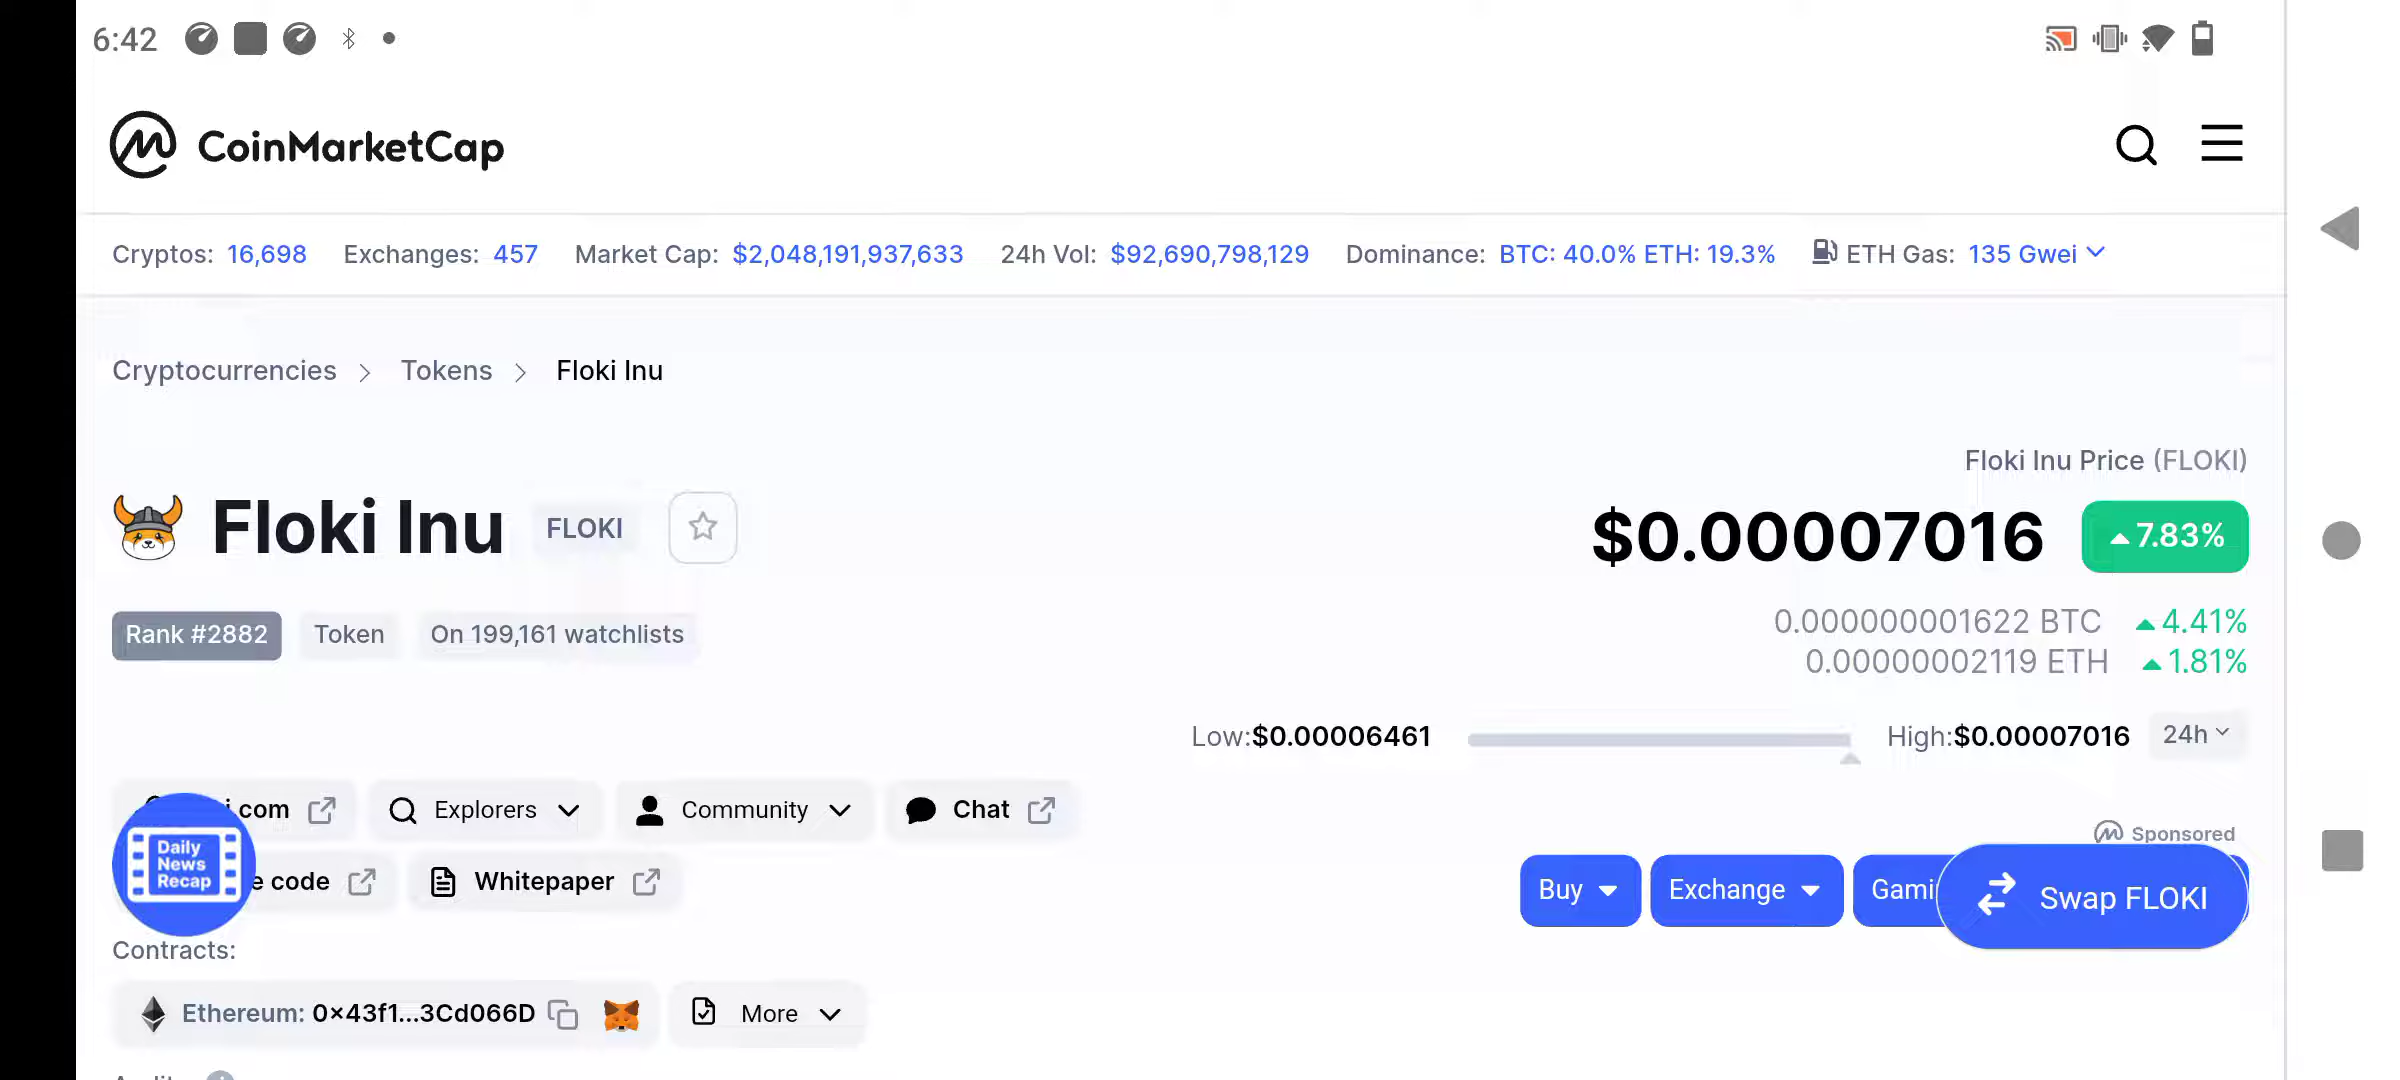 6:42
CoinMarketCap
Cryptos: 16,698 Exchanges: 457 Market Cap: $2,048,191,937,633 24h Vol: $92,690,798,129 Dominance: BTC: 40.0% ETH: 19.3% ETH Gas: 135 Gwei
Cryptocurrencies > Tokens > Floki Inu
Floki Inu Price (FLOKI)
Floki Inu FLOKI $0.00007016 7.83%
Rank #2882 Token On 199,161 watchlists
0.000000001622 BTC 4.41%
0.00000002119 ETH 1.81%
Low:$0.00006461 High:$0.00007016 24h
.com Explorers Community Chat
Sponsored
Daily
News
Recap
e code Whitepaper
Buy Exchange Gami Swap FLOKI
Contracts:
Ethereum: 0x43f1...3Cd066D More